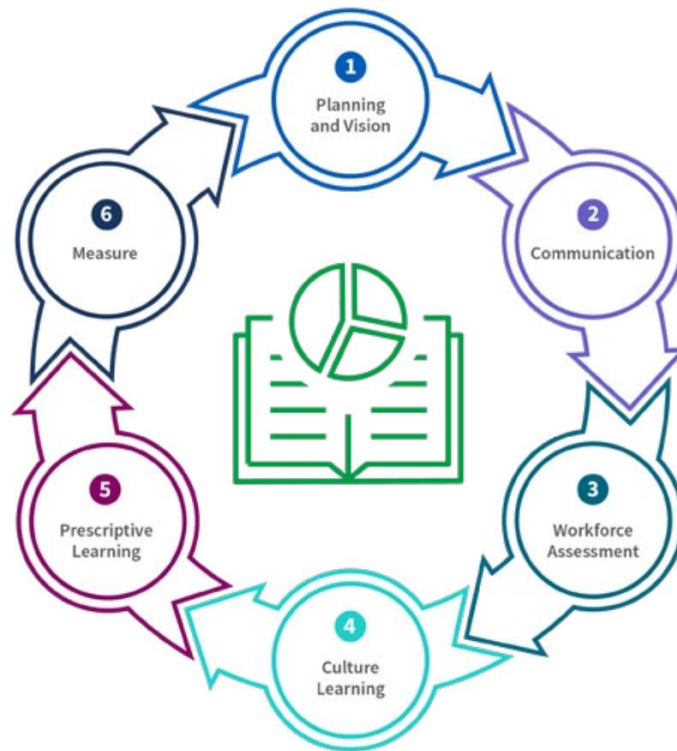 1
Planning
and Vision
2
Communication
3
Workforce
Assessment
4
Culture
Learning
5
Prescriptive
Learning
6
Measure